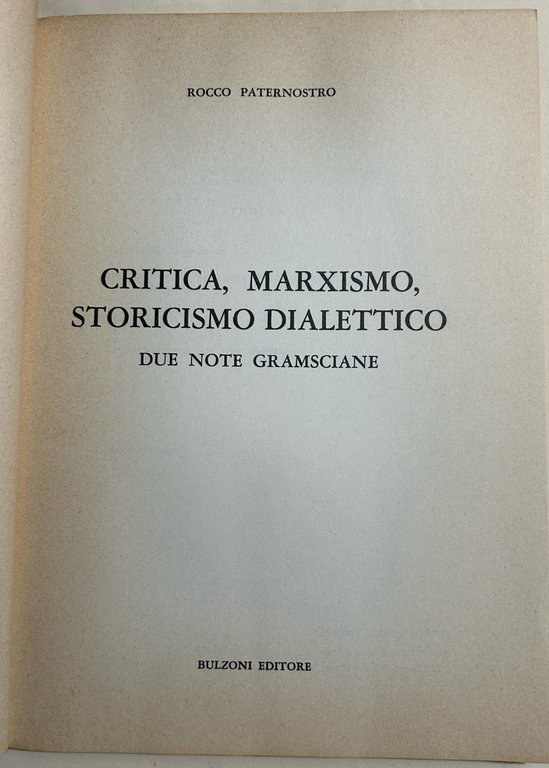 ROCCO PATERNOSTRO
CRITICA, MARXISMO,
STORICISMO DIALETTICO
DUE NOTE GRAMSCIANE
BULZONI EDITORE